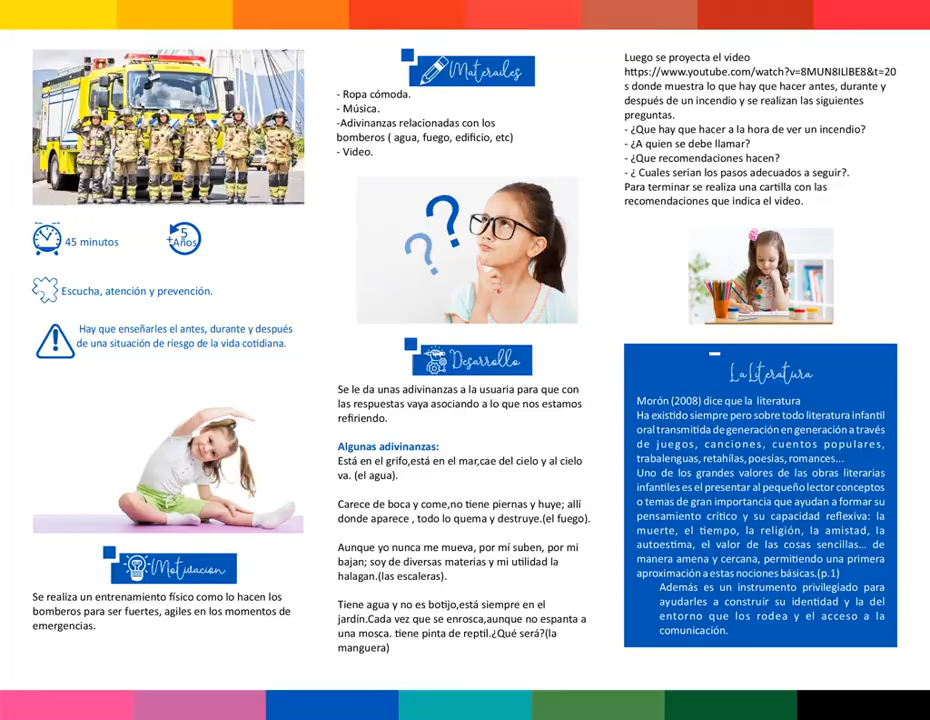 45 minutos
+5
Años
Escucha, atención y prevención.
Hay que enseñarles el antes, durante y después
de una situación de riesgo de la vida cotidiana.
Motivación
Se realiza un entrenamiento físico como lo hacen los
bomberos para ser fuertes, agiles en los momentos de
emergencias.
Materailes
- Ropa cómoda.
- Música.
-Adivinanzas relacionadas con los
bomberos ( agua, fuego, edificio, etc)
- Video.
Desarrollo
Se le da unas adivinanzas a la usuaria para que con
las respuestas vaya asociando a lo que nos estamos
refiriendo.
Algunas adivinanzas:
Está en el grifo,está en el mar,cae del cielo y al cielo
va. (el agua).
Carece de boca y come,no tiene piernas y huye; allí
donde aparece , todo lo quema y destruye.(el fuego).
Aunque yo nunca me mueva, por mí suben, por mi
bajan; soy de diversas materias y mi utilidad la
halagan.(las escaleras).
Tiene agua y no es botijo,está siempre en el
jardín.Cada vez que se enrosca,aunque no espanta a
una mosca. tiene pinta de reptil.¿Qué será?(la
manguera)
Luego se proyecta el video
https://www.youtube.com/watch?v=8MUN8ILlBE8&t=20
s donde muestra lo que hay que hacer antes, durante y
después de un incendio y se realizan las siguientes
preguntas.
- ¿Que hay que hacer a la hora de ver un incendio?
- ¿A quien se debe llamar?
- ¿Que recomendaciones hacen?
- ¿ Cuales serian los pasos adecuados a seguir?.
Para terminar se realiza una cartilla con las
recomendaciones que indica el video.
La Literatura
Morón (2008) dice que la literatura
Ha existido siempre pero sobre todo literatura infantil
oral transmitida de generación en generación a través
de juegos, canciones, cuentos populares,
trabalenguas, retahilas, poesías, romances...
Uno de los grandes valores de las obras literarias
infantiles es el presentar al pequeño lector conceptos
o temas de gran importancia que ayudan a formar su
pensamiento crítico y su capacidad reflexiva: la
muerte, el tiempo, la religión, la amistad, la
autoestima, el valor de las cosas sencillas... de
manera amena y cercana, permitiendo una primera
aproximación a estas nociones básicas.(p.1)
Además es un instrumento privilegiado para
ayudarles a construir su identidad y la del
entorno que los rodea y el acceso a la
comunicación.